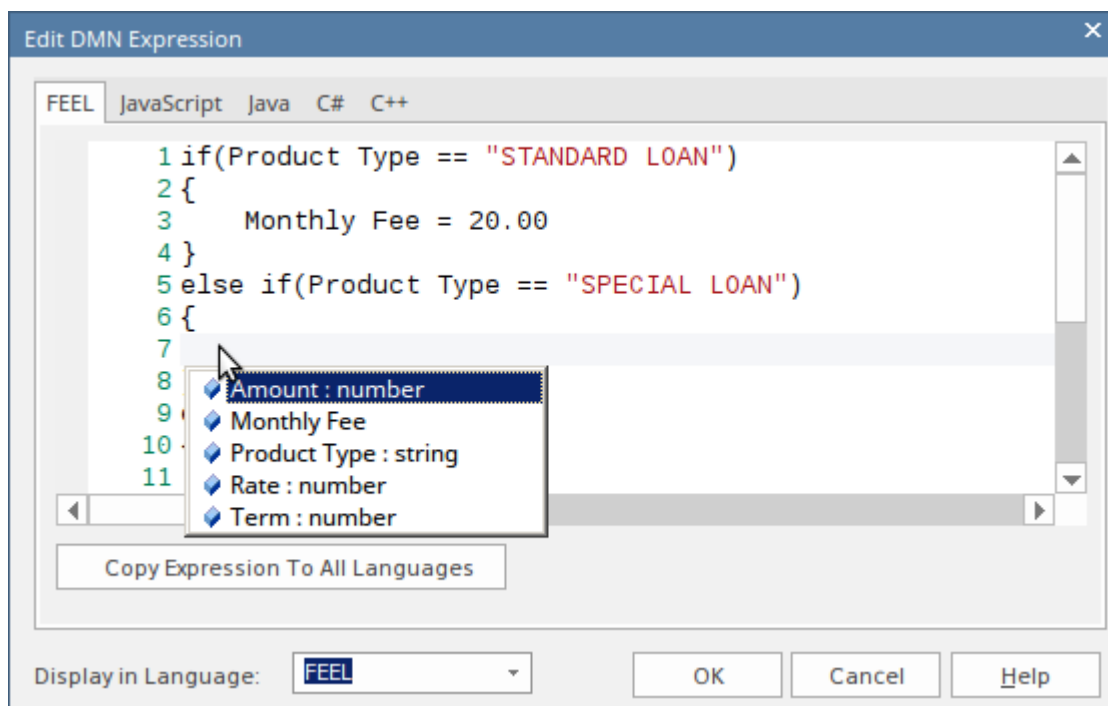 Edit DMN Expression
FEEL JavaScript Java C# C++
1 if(Product Type == "STANDARD LOAN")
2 {
3 Monthly Fee = 20.00
4 }
5 else if(Product Type == "SPECIAL LOAN")
6 {
7
8
9
10
11
Amount : number
Monthly Fee
Product Type : string
Rate : number
Term : number
Copy Expression To All Languages
Display in Language: FEEL OK Cancel Help